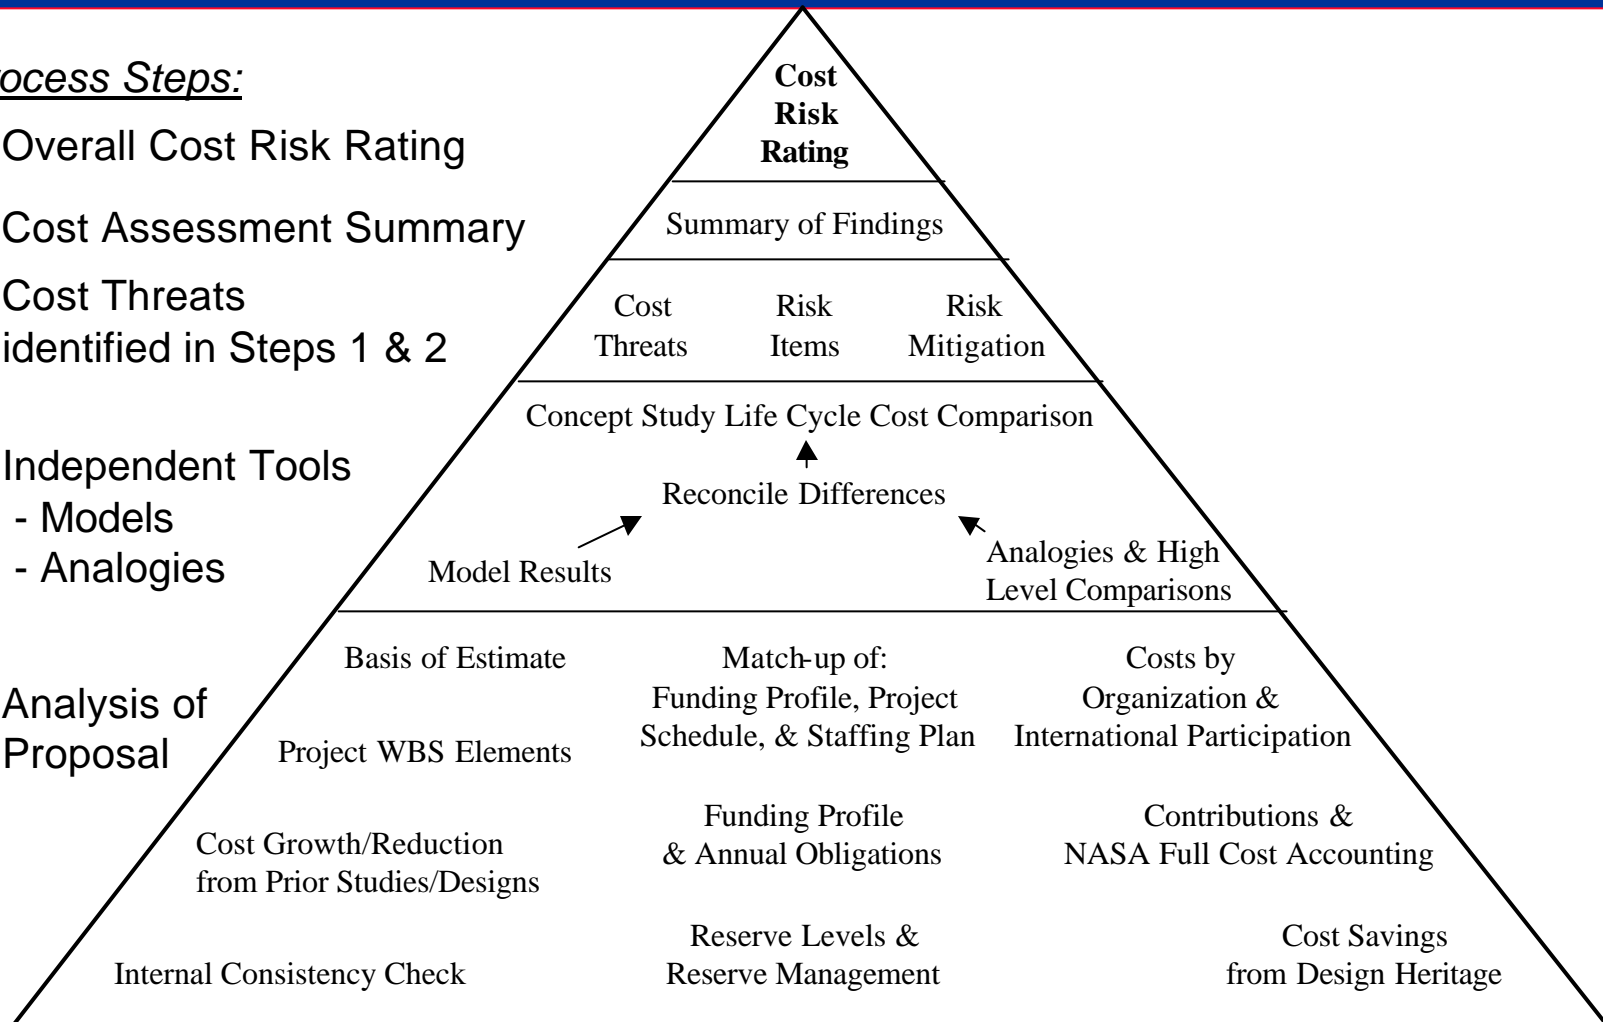 ocess Steps:
Overall Cost Risk Rating
Cost Assessment Summary
Cost Threats
identified in Steps 1 & 2
Independent Tools
- Models
- Analogies
Analysis of
Proposal
Cost
Risk
Rating
Summary of Findings
Cost
Threats
Risk
Items
Risk
Mitigation
Concept Study Life Cycle Cost Comparison
Reconcile Differences
Model Results
Analogies & High
Level Comparisons
Basis of Estimate
Project WBS Elements
Cost Growth/Reduction
from Prior Studies/Designs
Internal Consistency Check
Match-up of:
Funding Profile, Project
Schedule, & Staffing Plan
Funding Profile
& Annual Obligations
Reserve Levels &
Reserve Management
Costs by
Organization &
International Participation
Contributions &
NASA Full Cost Accounting
Cost Savings
from Design Heritage